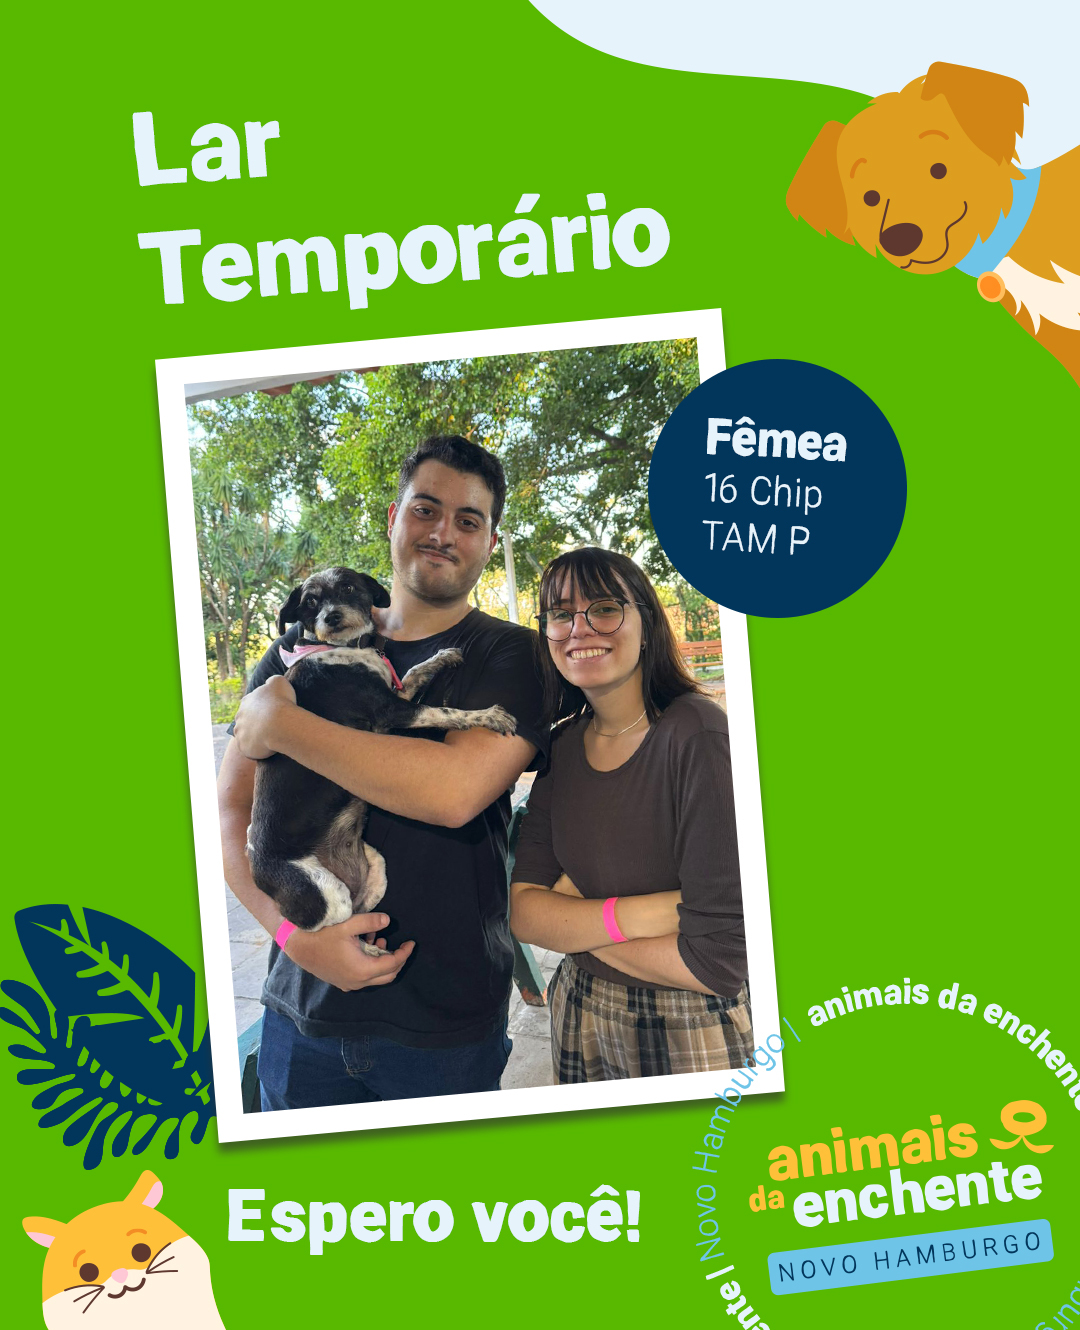 Lar
Temporário
Fêmea
16 Chip
TAM P
Espero você!
Novo Hamburgo |
animais da enchente
animais
da enchente
NOVO HAMBURGO